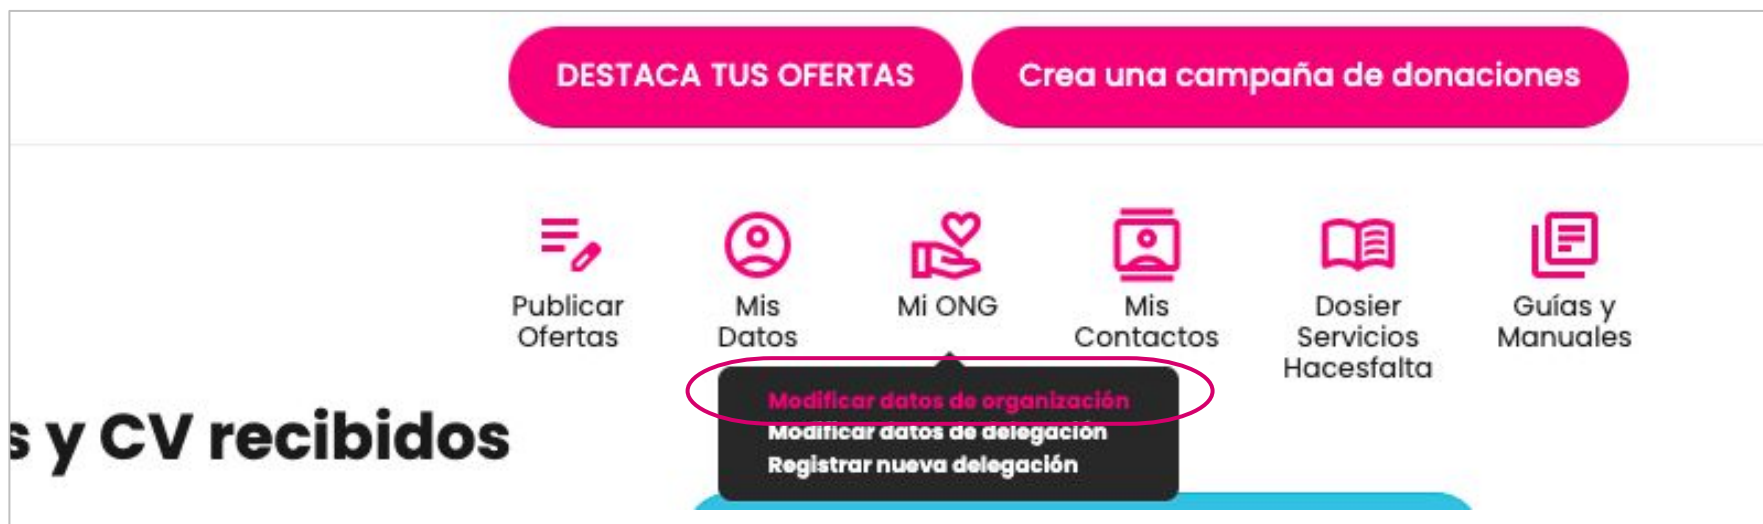 DESTACA TUS OFERTAS
Crea una campaña de donaciones
Publicar
Ofertas
Mis
Datos
Mi ONG
Mis
Contactos
Dosier
Servicios
Hacesfalta
Guías y
Manuales
Modificar datos de organización
Modificar datos de delegación
Registrar nueva delegación
s y CV recibidos